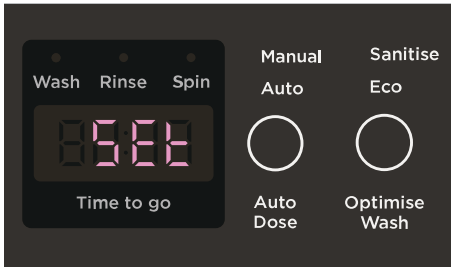 Manual Sanitise
Wash Rinse Spin
Auto Eco
SEt
Time to go
Auto Dose
Optimise Wash